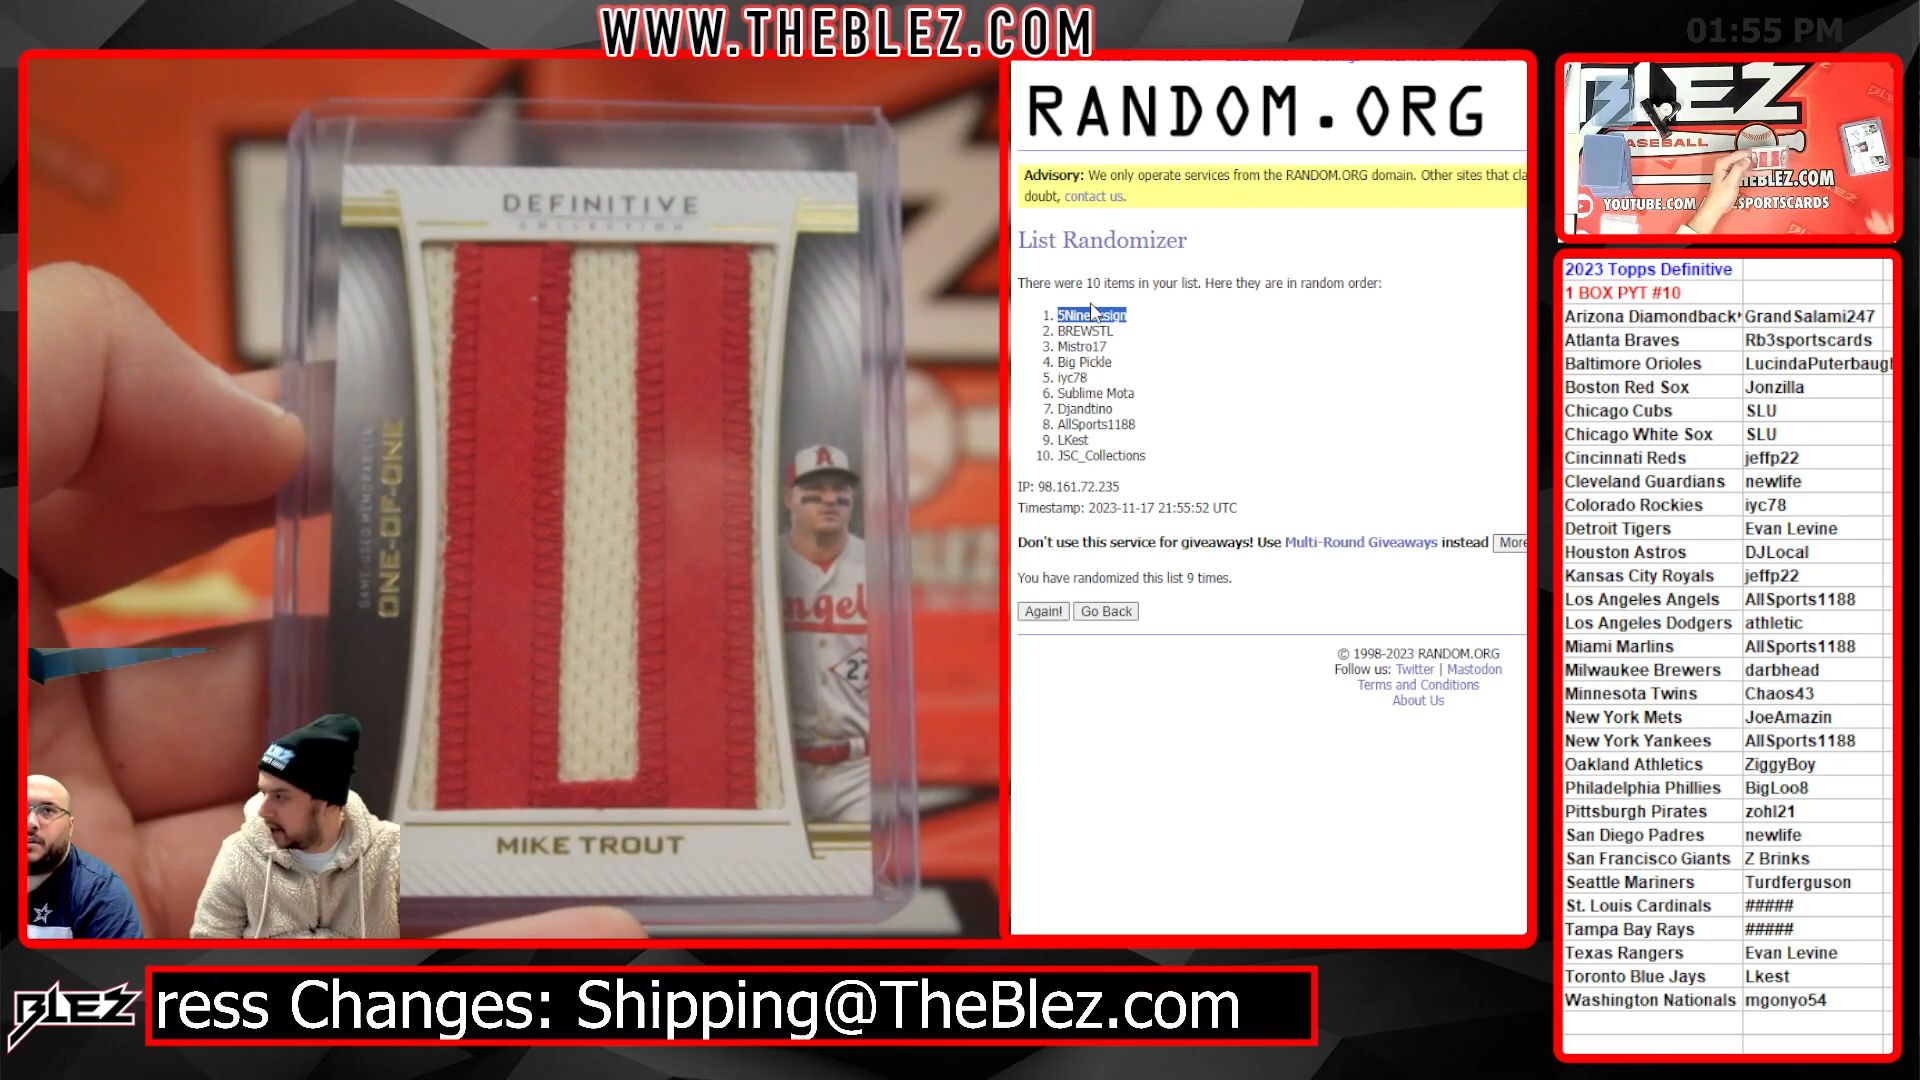 WWW.THEBLEZ.COM
01:55 PM
DEFINITIVE
COLLECTION
GAME USED MEMORABILIA
ONE-OF-ONE
A
Angel
27
MIKE TROUT
RANDOM.ORG
Advisory: We only operate services from the RANDOM.ORG domain. Other sites that cla
doubt, contact us.
List Randomizer
There were 10 items in your list. Here they are in random order:
1. 5Ninedesign
2. BREWSTL
3. Mistro17
4. Big Pickle
5. iyc78
6. Sublime Mota
7. Djandtino
8. AllSports1188
9. LKest
10. JSC_Collections
IP: 98.161.72.235
Timestamp: 2023-11-17 21:55:52 UTC
Don't use this service for giveaways! Use Multi-Round Giveaways instead More
You have randomized this list 9 times.
Again! Go Back
© 1998-2023 RANDOM.ORG
Follow us: Twitter | Mastodon
Terms and Conditions
About Us
BLEZ
BASEBALL
THEBLEZ.COM
YOUTUBE.COM/ SPORTSCARDS
2023 Topps Definitive
1 BOX PYT #10
Arizona Diamondback GrandSalami247
Atlanta Braves Rb3sportscards
Baltimore Orioles LucindaPuterbaugh
Boston Red Sox Jonzilla
Chicago Cubs SLU
Chicago White Sox SLU
Cincinnati Reds jeffp22
Cleveland Guardians newlife
Colorado Rockies iyc78
Detroit Tigers Evan Levine
Houston Astros DJLocal
Kansas City Royals jeffp22
Los Angeles Angels AllSports1188
Los Angeles Dodgers athletic
Miami Marlins AllSports1188
Milwaukee Brewers darbhead
Minnesota Twins Chaos43
New York Mets JoeAmazin
New York Yankees AllSports1188
Oakland Athletics ZiggyBoy
Philadelphia Phillies BigLoo8
Pittsburgh Pirates zohl21
San Diego Padres newlife
San Francisco Giants Z Brinks
Seattle Mariners Turdferguson
St. Louis Cardinals #####
Tampa Bay Rays #####
Texas Rangers Evan Levine
Toronto Blue Jays Lkest
Washington Nationals mgonyo54
BLEZ
ress Changes: Shipping@TheBlez.com